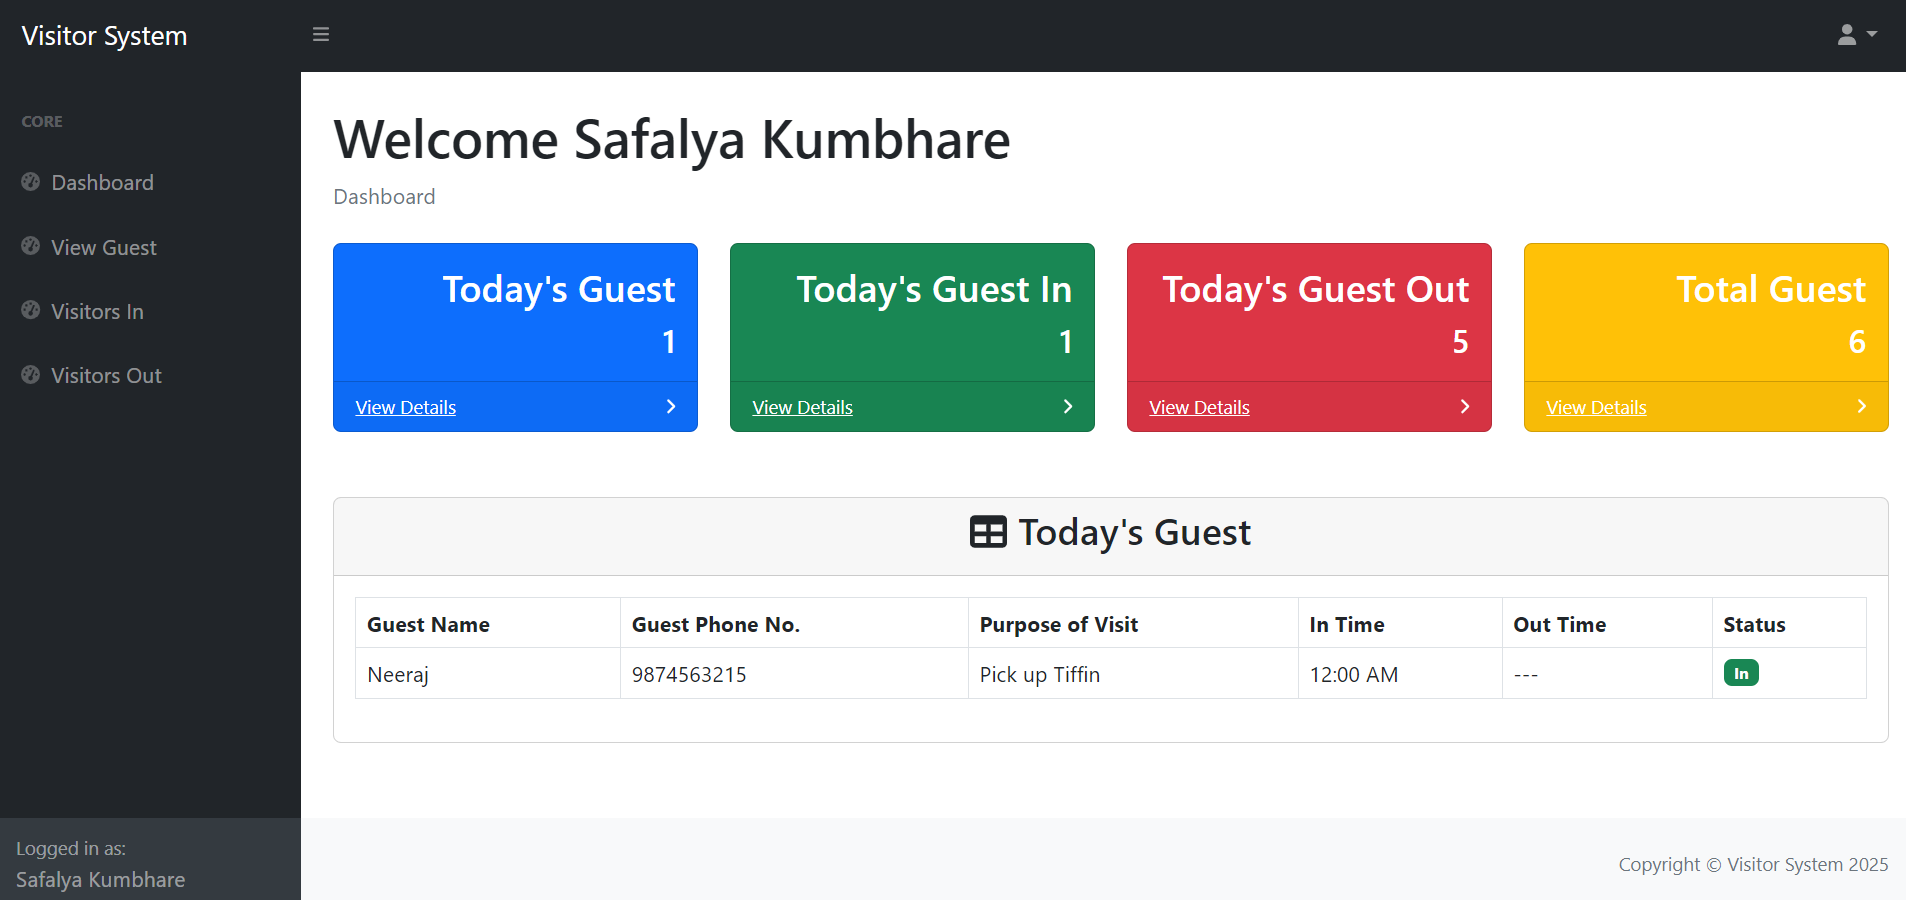 Visitor System
CORE
Dashboard
View Guest
Visitors In
Visitors Out
Logged in as:
Safalya Kumbhare
Welcome Safalya Kumbhare
Dashboard
Today's Guest
1
View Details
Today's Guest In
1
View Details
Today's Guest Out
5
View Details
Total Guest
6
View Details
Today's Guest
Guest Name Guest Phone No. Purpose of Visit In Time Out Time Status
Neeraj 9874563215 Pick up Tiffin 12:00 AM --- In
Copyright © Visitor System 2025